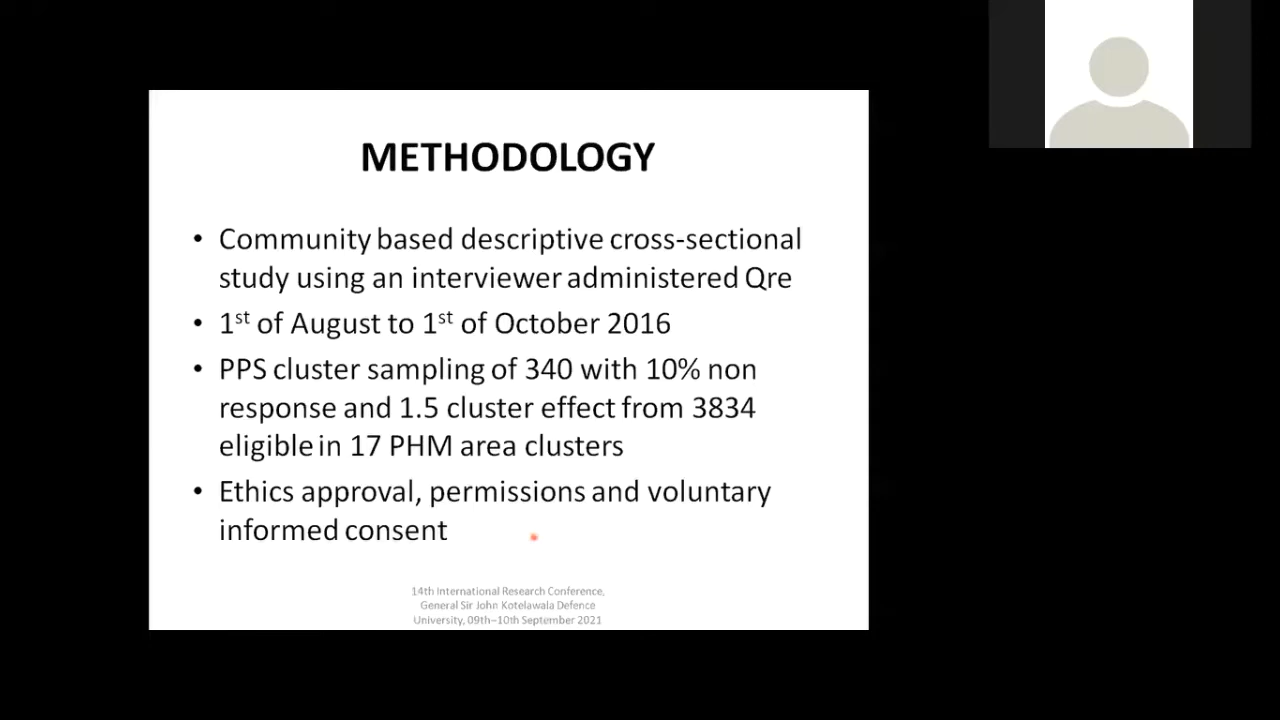 METHODOLOGY
• Community based descriptive cross-sectional
study using an interviewer administered Qre
• 1st of August to 1st of October 2016
• PPS cluster sampling of 340 with 10% non
response and 1.5 cluster effect from 3834
eligible in 17 PHM area clusters
• Ethics approval, permissions and voluntary
informed consent
14th International Research Conference,
General Sir John Kotelawala Defence
University, 09th–10th September 2021